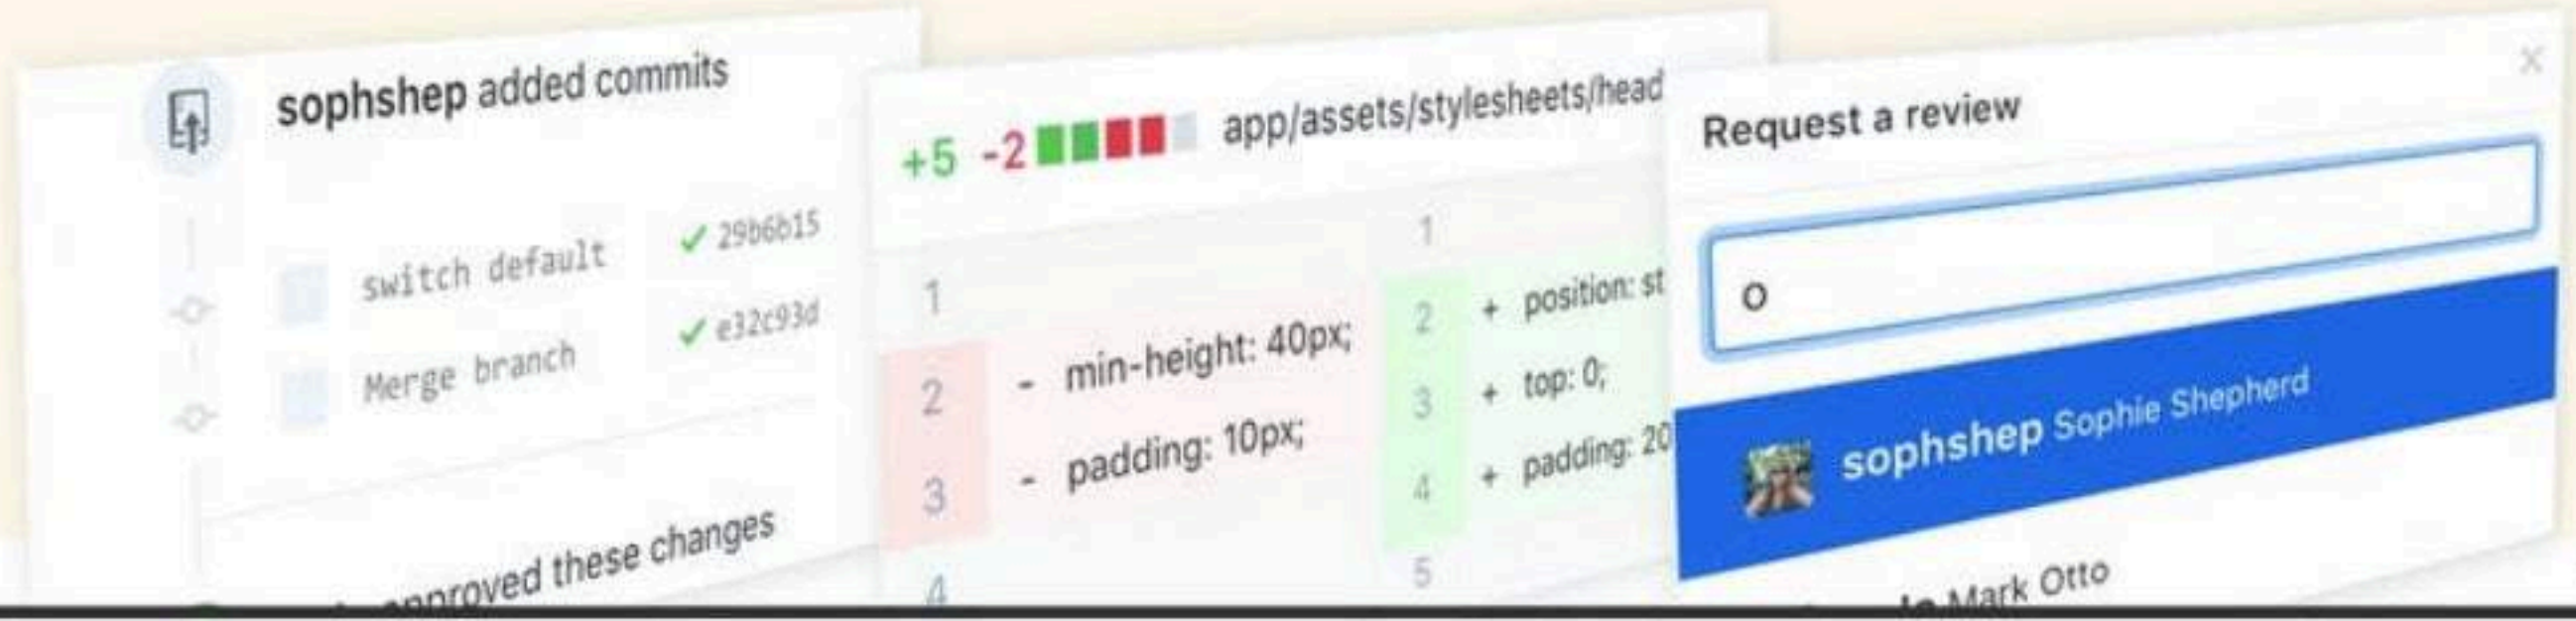 sophshep added commits
switch default 29b6b15
Merge branch e32c93d
approved these changes
+5 -2 app/assets/stylesheets/head
1
2 - min-height: 40px;
3 - padding: 10px;
4
1
2 + position: st
3 + top: 0;
4 + padding: 20
5
Request a review
×
o
sophshep Sophie Shepherd
Mark Otto